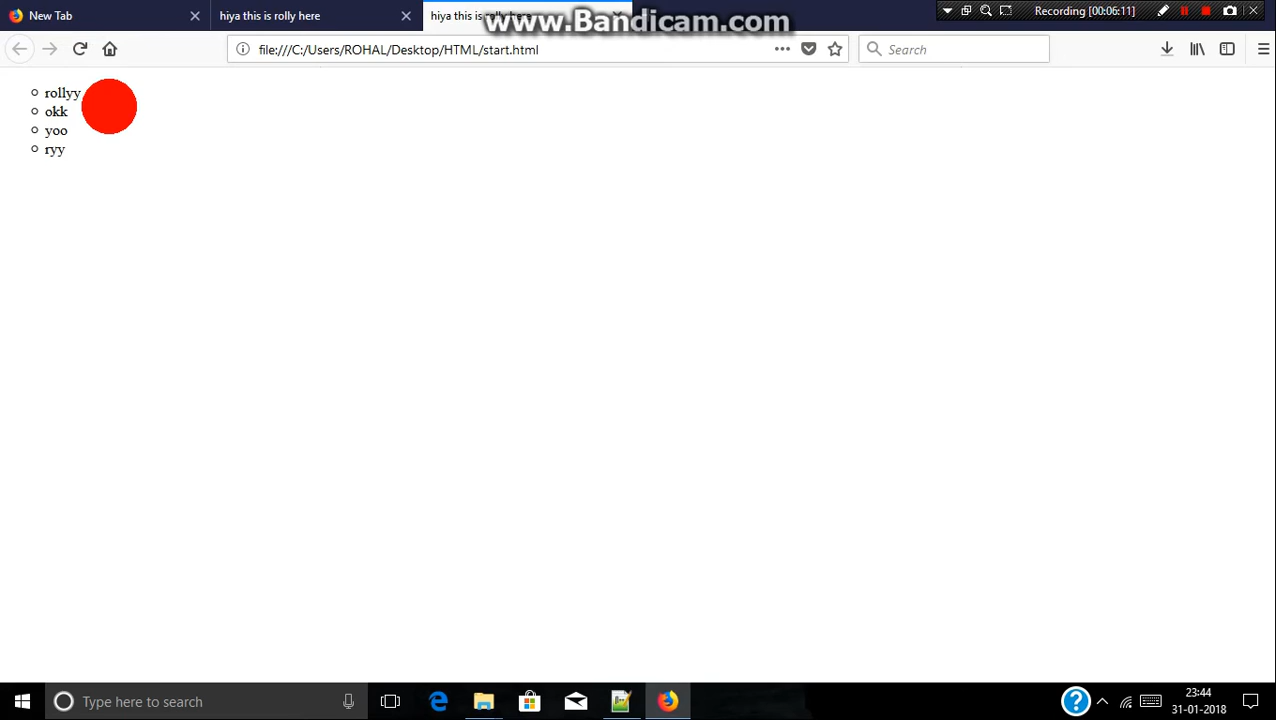 New Tab
hiya this is rolly here
hiya this is rolly here
www.Bandicam.com
Recording [00:06:11]
file:///C:/Users/ROHAL/Desktop/HTML/start.html
Search
rollyy
okk
yoo
ryy
Type here to search
23:44
31-01-2018